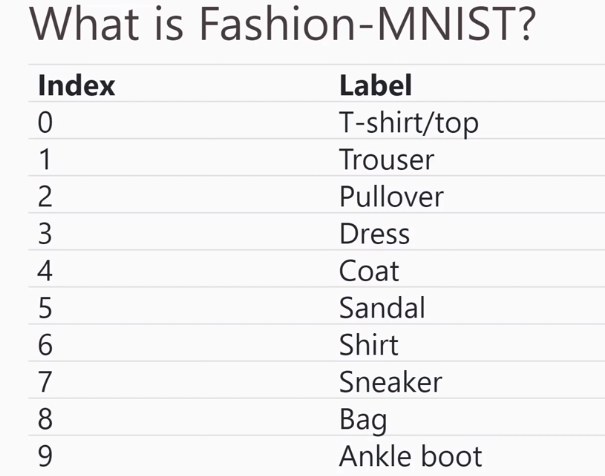 What is Fashion-MNIST?
Index Label
0 T-shirt/top
1 Trouser
2 Pullover
3 Dress
4 Coat
5 Sandal
6 Shirt
7 Sneaker
8 Bag
9 Ankle boot